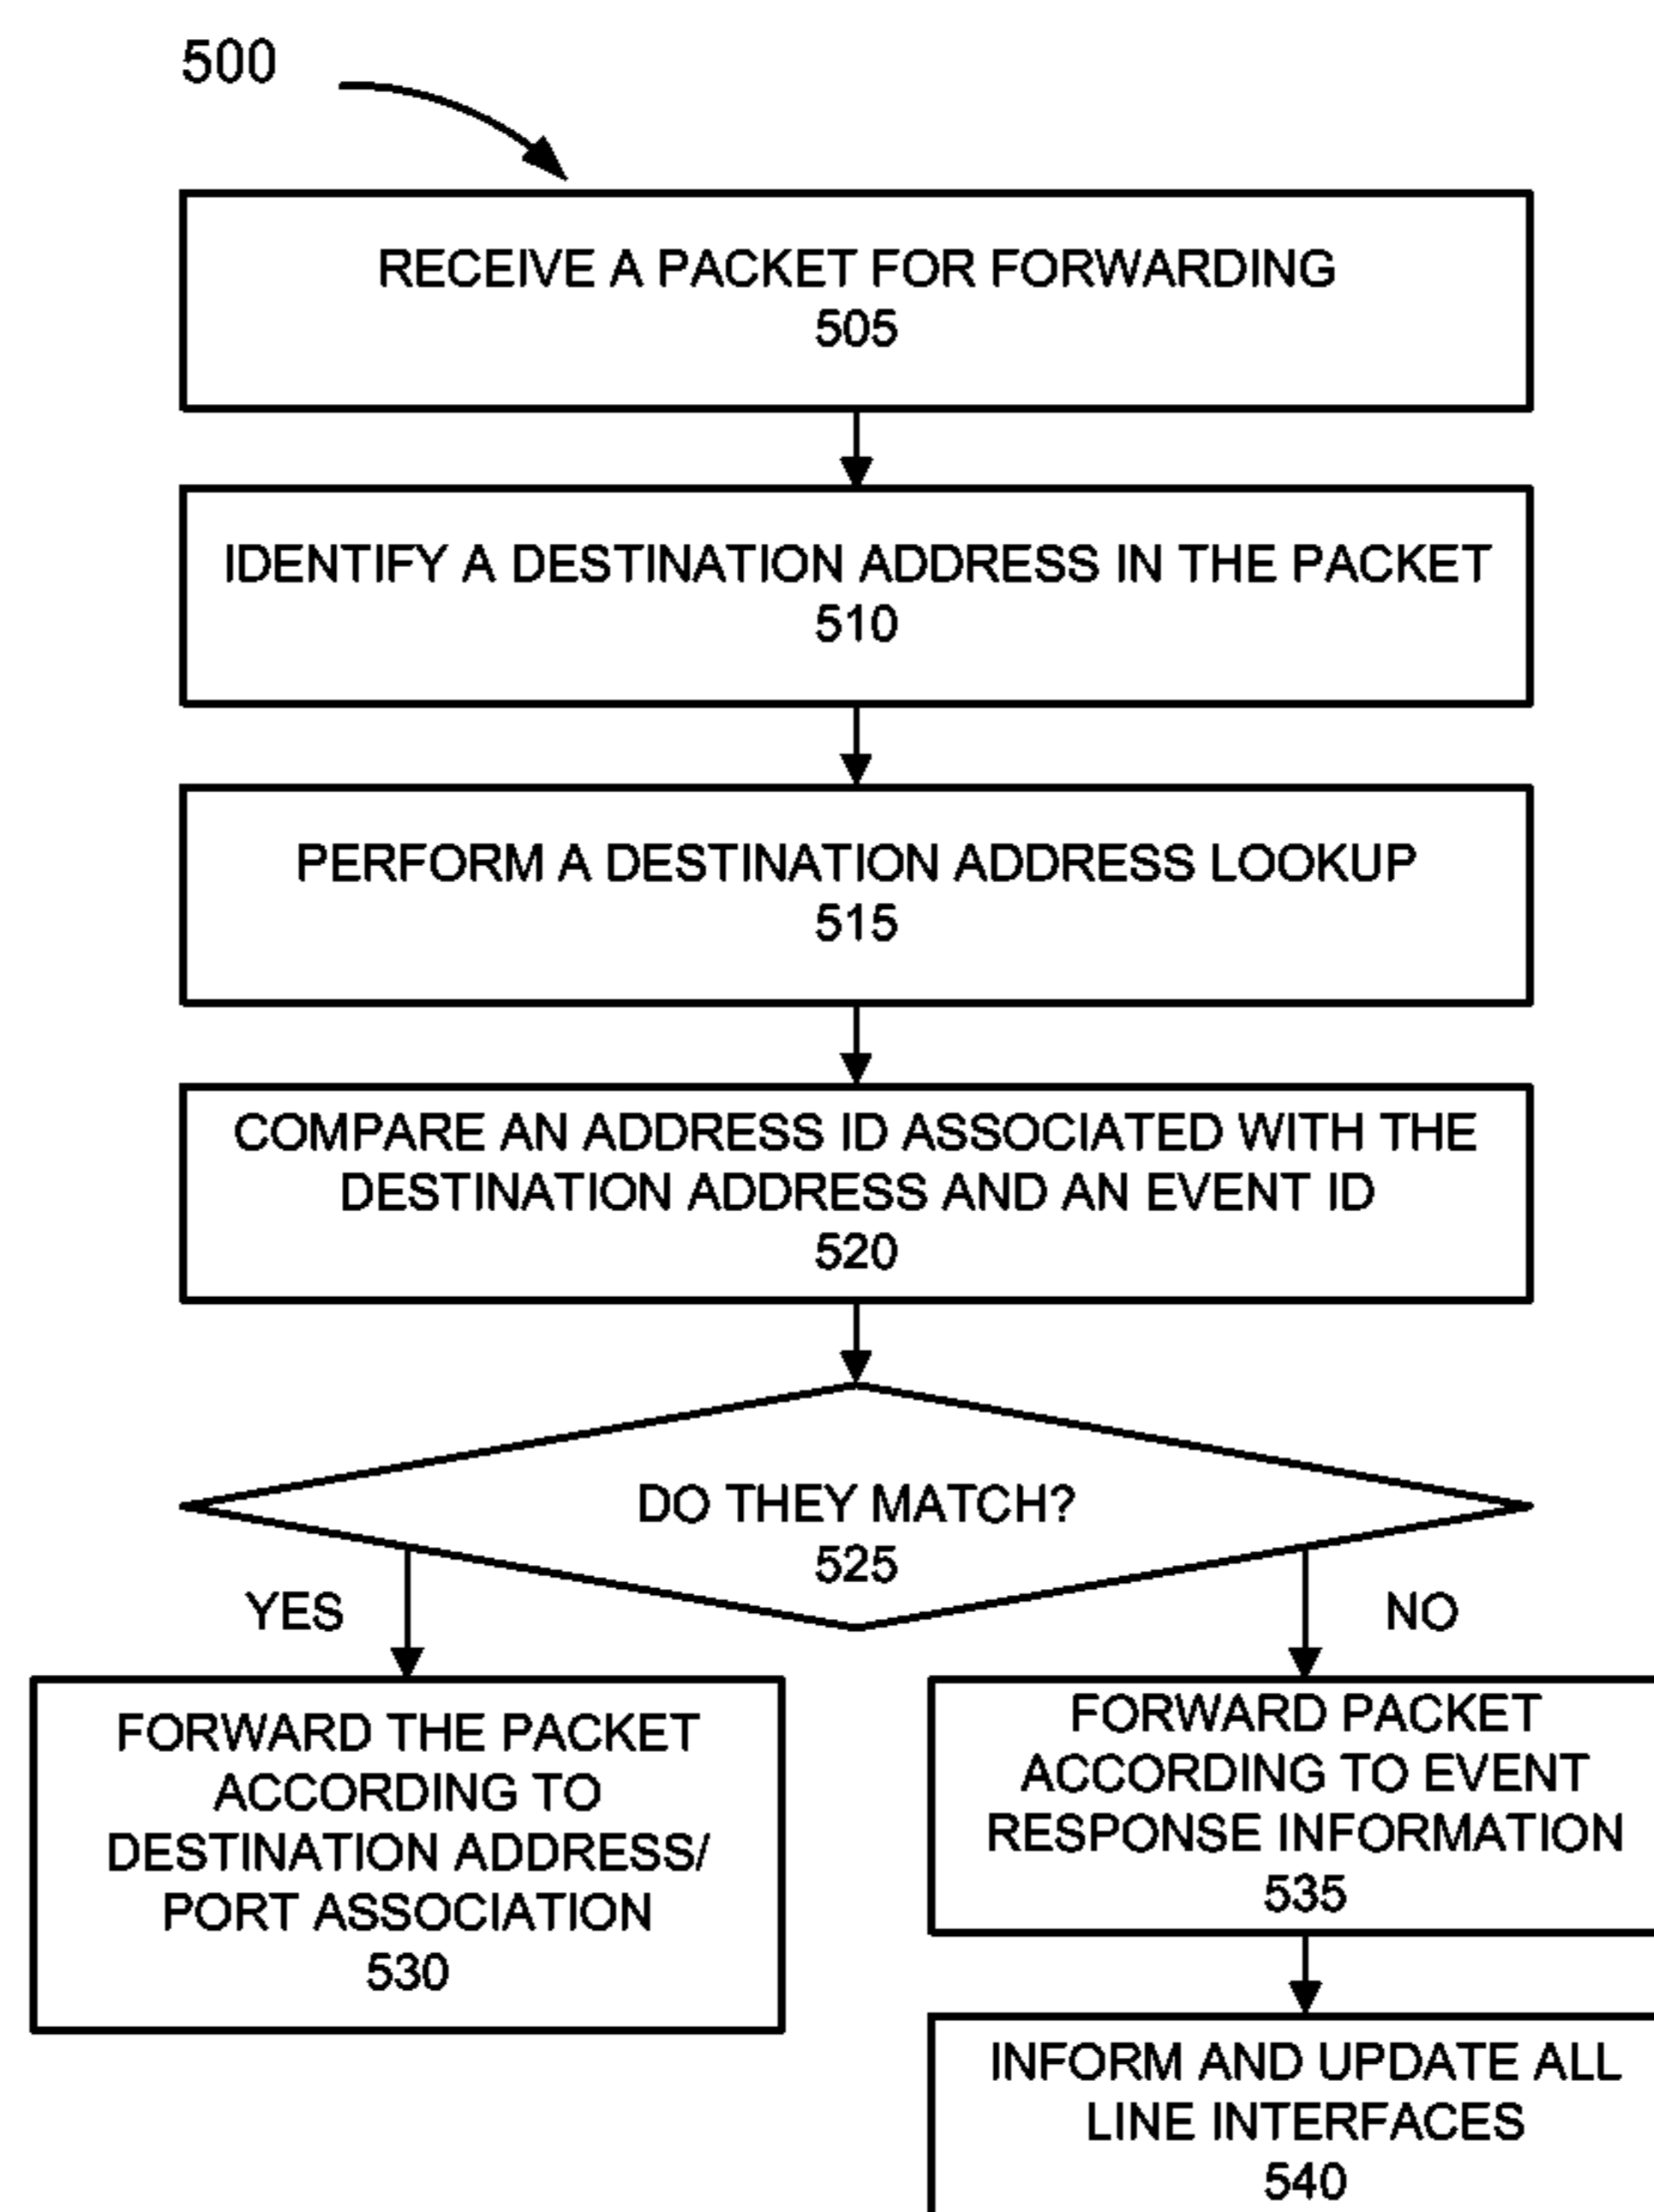 500
RECEIVE A PACKET FOR FORWARDING
505
IDENTIFY A DESTINATION ADDRESS IN THE PACKET
510
PERFORM A DESTINATION ADDRESS LOOKUP
515
COMPARE AN ADDRESS ID ASSOCIATED WITH THE
DESTINATION ADDRESS AND AN EVENT ID
520
DO THEY MATCH?
525
YES
NO
FORWARD THE PACKET
ACCORDING TO
DESTINATION ADDRESS/
PORT ASSOCIATION
530
FORWARD PACKET
ACCORDING TO EVENT
RESPONSE INFORMATION
535
INFORM AND UPDATE ALL
LINE INTERFACES
540